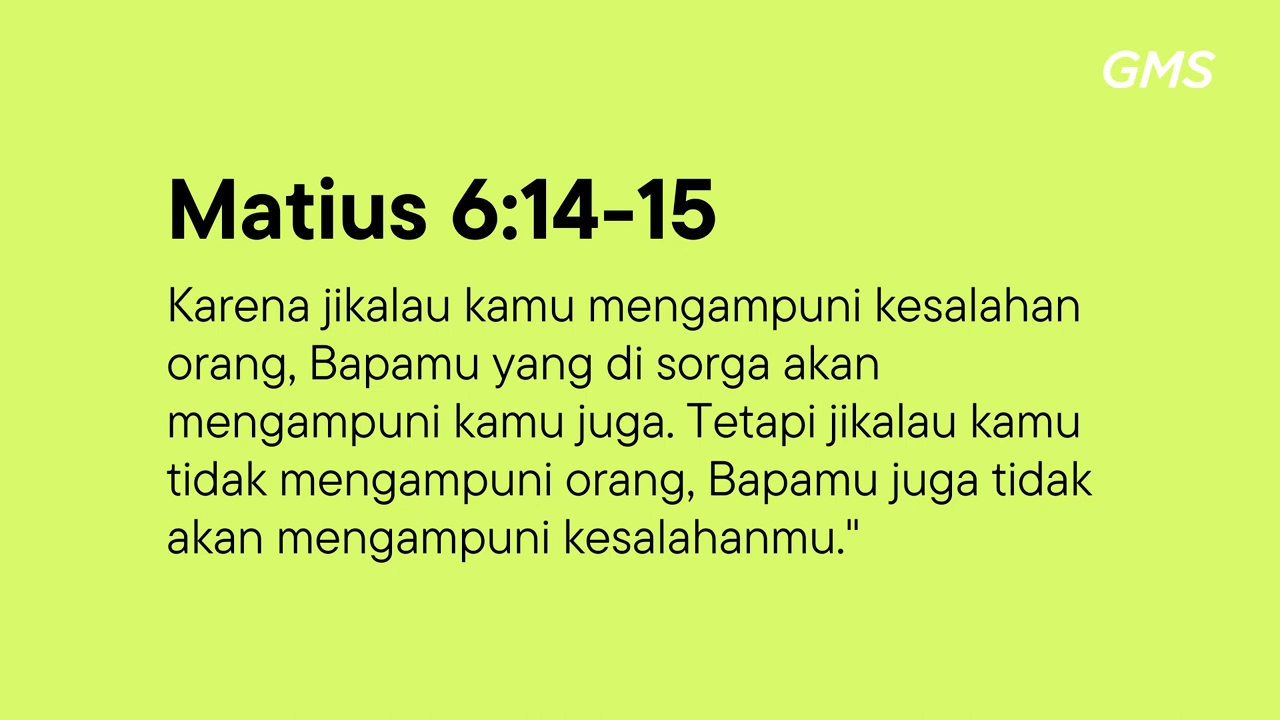 GMS
Matius 6:14-15
Karena jikalau kamu mengampuni kesalahan
orang, Bapamu yang di sorga akan
mengampuni kamu juga. Tetapi jikalau kamu
tidak mengampuni orang, Bapamu juga tidak
akan mengampuni kesalahanmu."